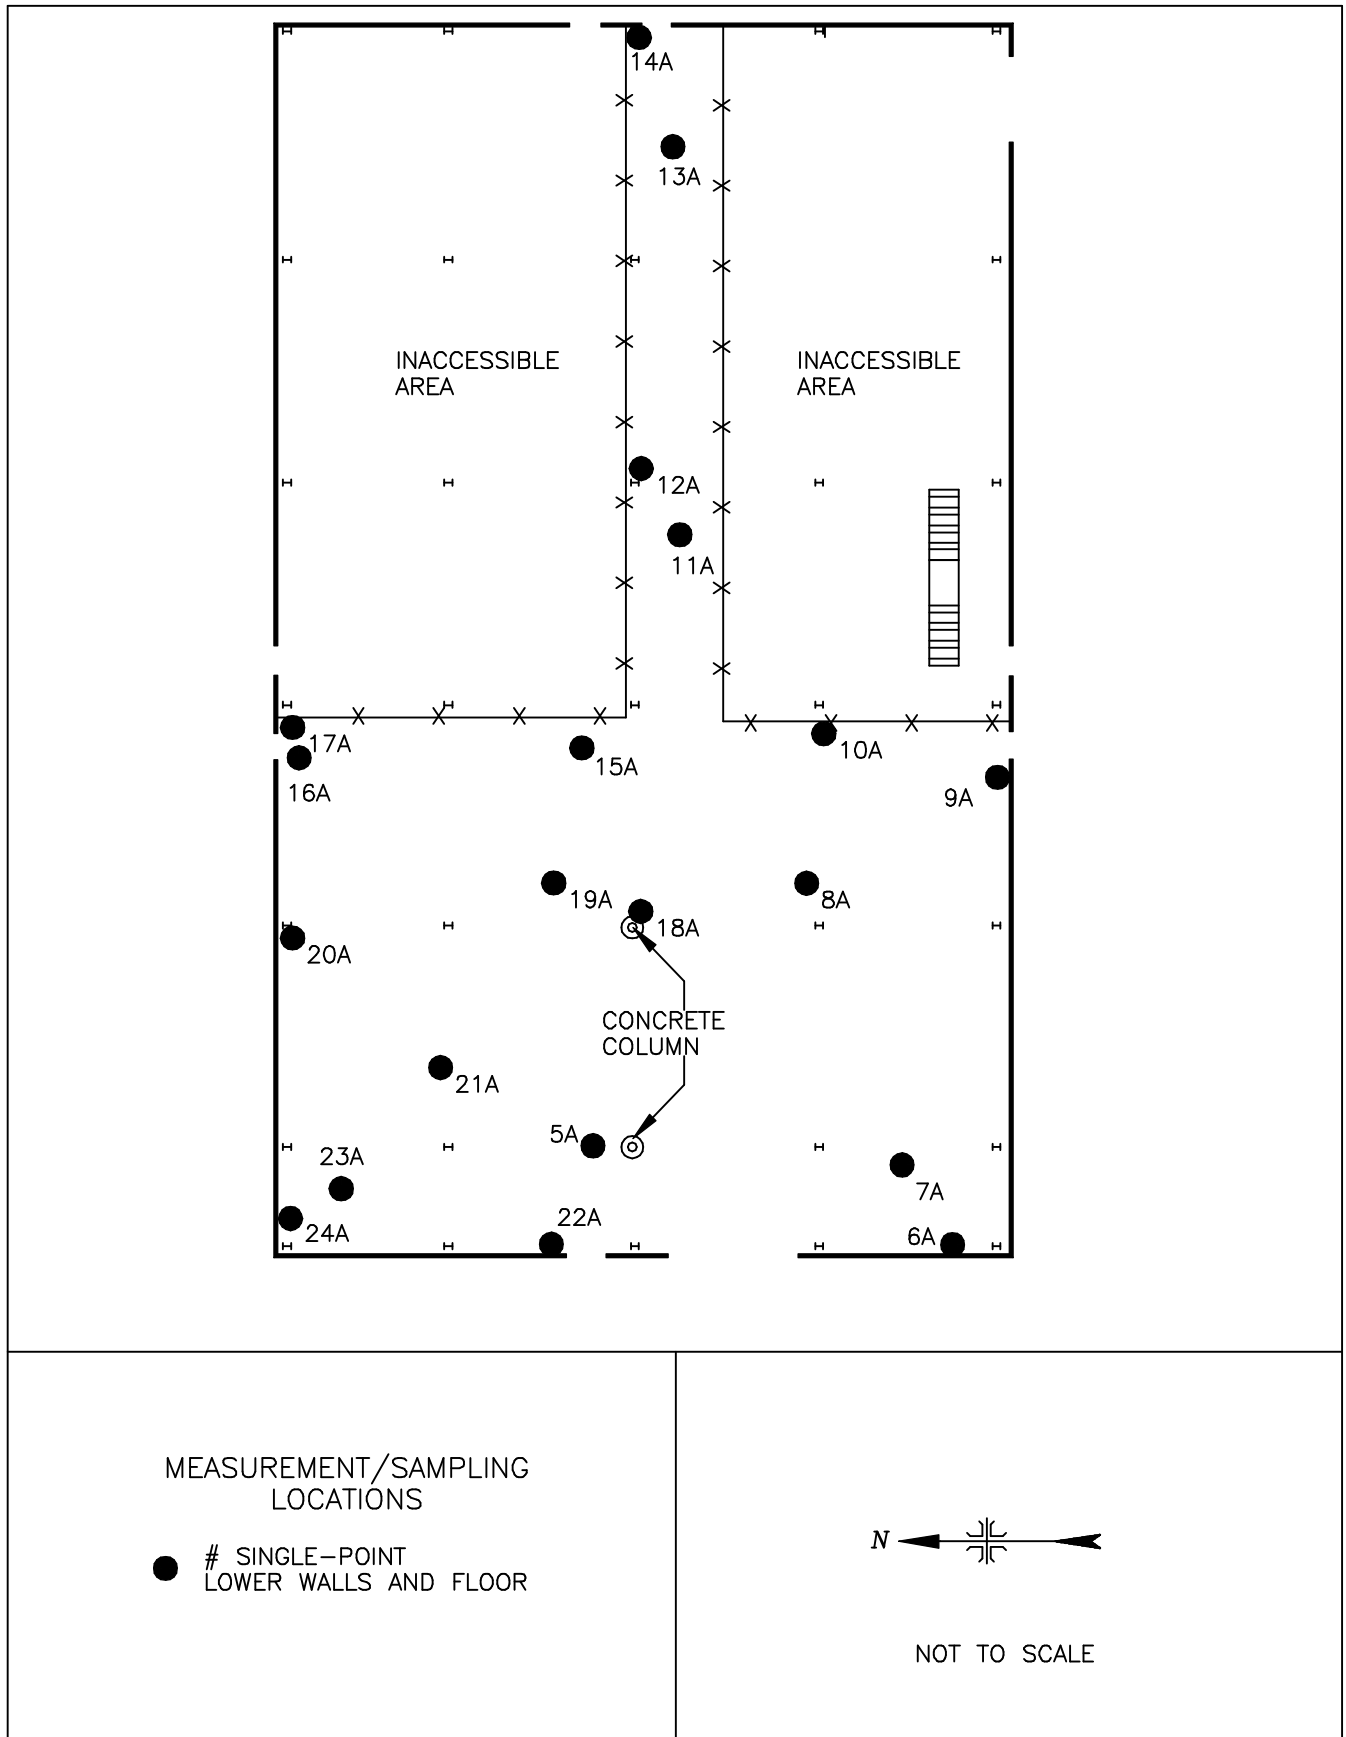 14A
13A
INACCESSIBLE
AREA
INACCESSIBLE
AREA
12A
11A
17A
15A
10A
16A
9A
19A
8A
18A
20A
CONCRETE
COLUMN
21A
5A
23A
7A
22A
24A
6A
MEASUREMENT/SAMPLING
LOCATIONS
# SINGLE-POINT
LOWER WALLS AND FLOOR
N
NOT TO SCALE